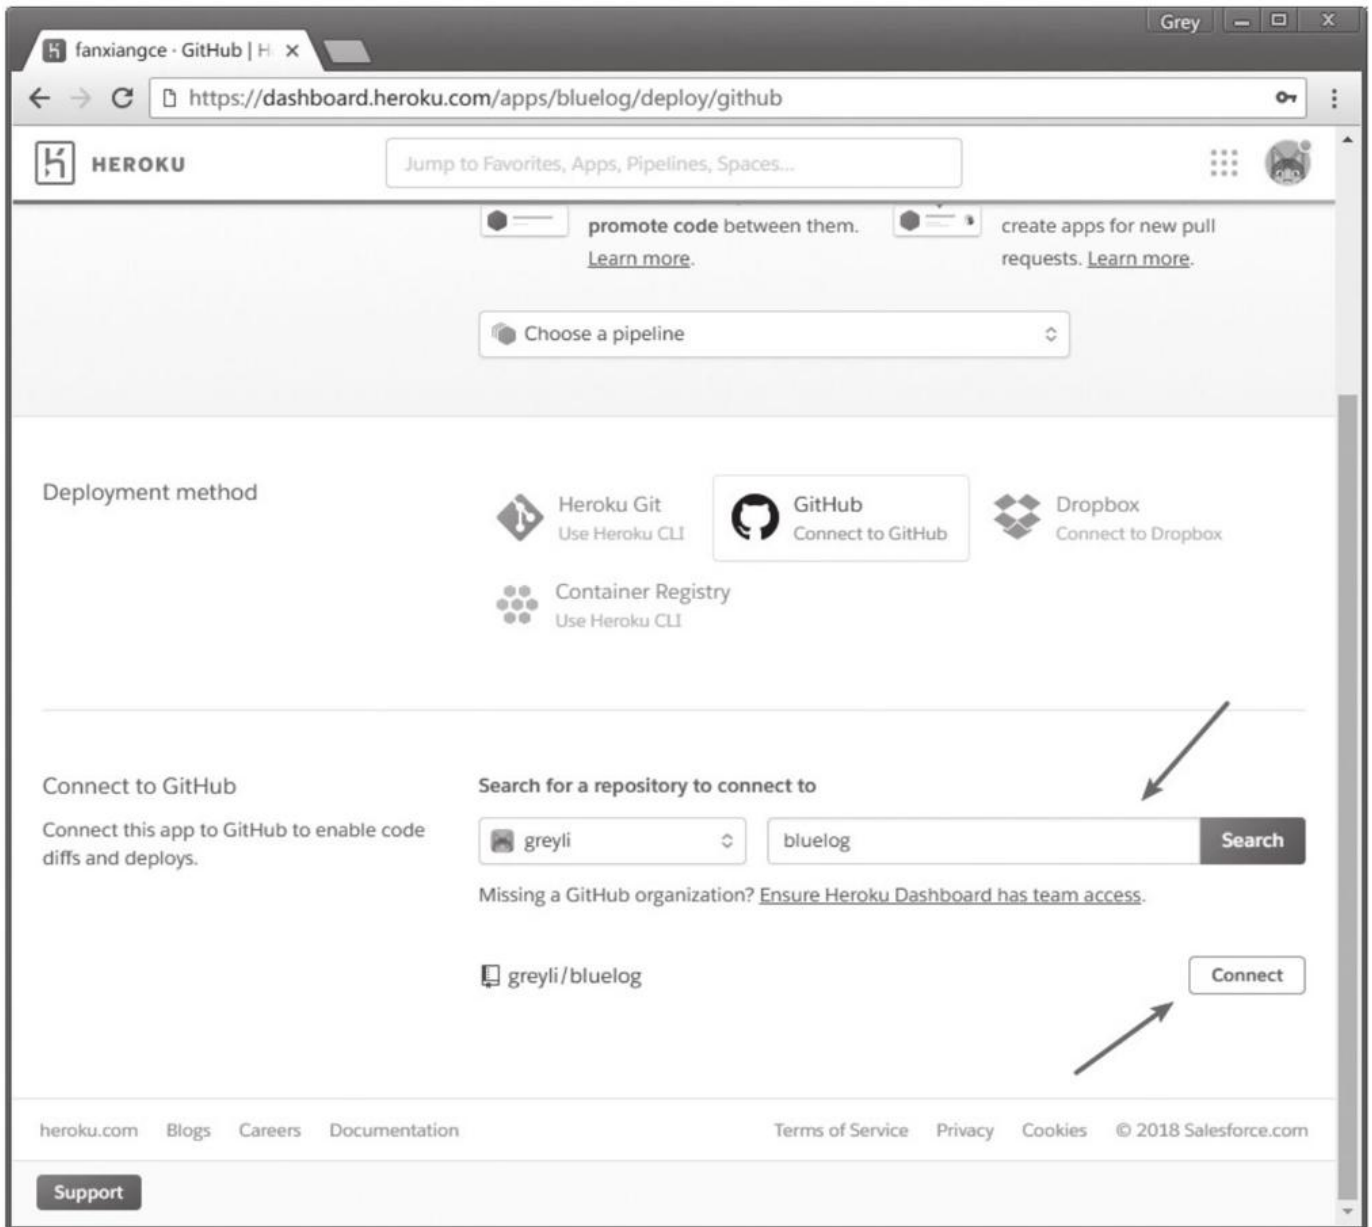 Grey
fanxiangce · GitHub | H
https://dashboard.heroku.com/apps/bluelog/deploy/github
HEROKU
Jump to Favorites, Apps, Pipelines, Spaces...
promote code between them.
Learn more.
create apps for new pull
requests. Learn more.
Choose a pipeline
Deployment method
Heroku Git
Use Heroku CLI
GitHub
Connect to GitHub
Dropbox
Connect to Dropbox
Container Registry
Use Heroku CLI
Connect to GitHub
Connect this app to GitHub to enable code
diffs and deploys.
Search for a repository to connect to
greyli
bluelog
Search
Missing a GitHub organization? Ensure Heroku Dashboard has team access.
greyli/bluelog
Connect
heroku.com Blogs Careers Documentation
Terms of Service Privacy Cookies © 2018 Salesforce.com
Support